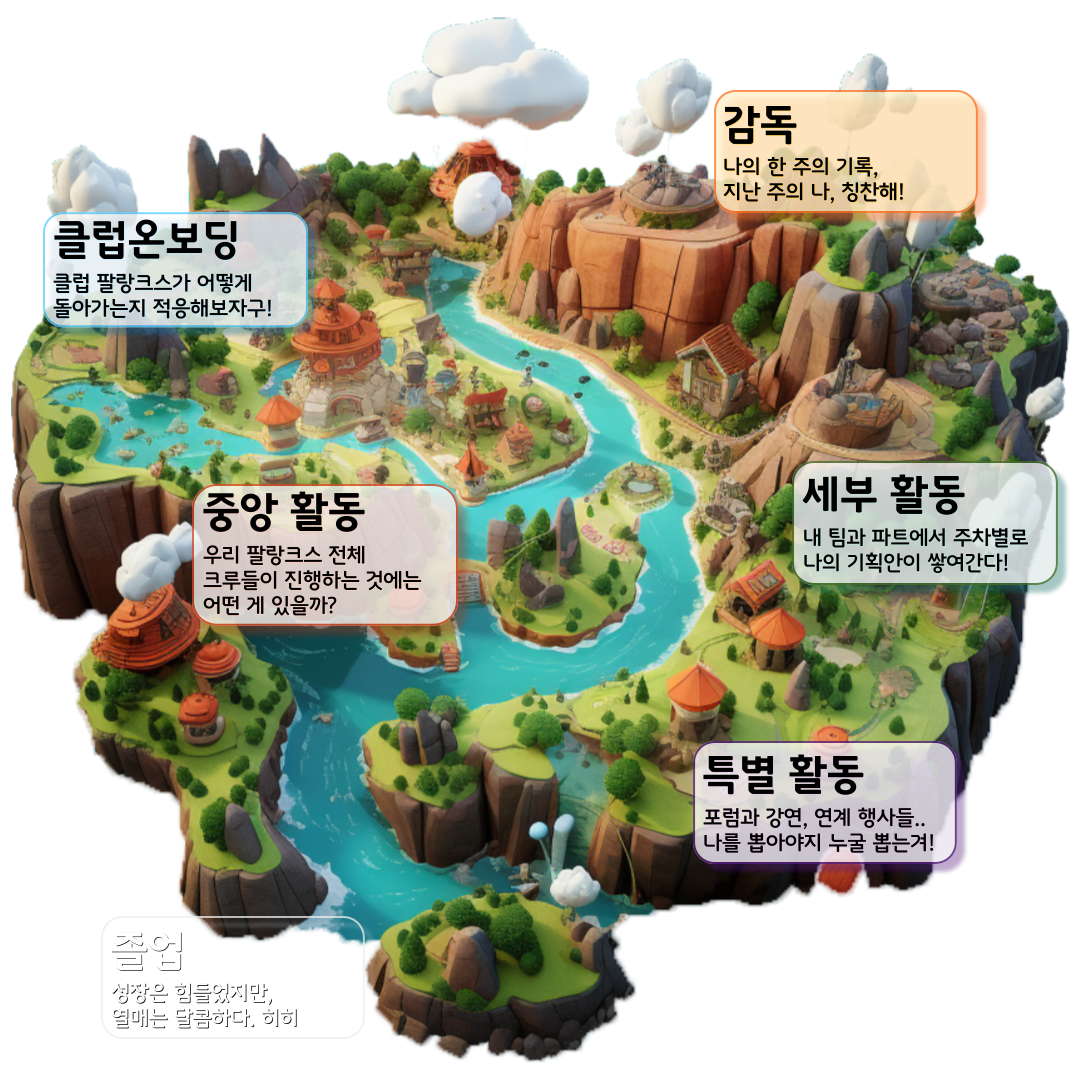 감독
나의 한 주의 기록,
지난 주의 나, 칭찬해!
클럽온보딩
클럽 팔랑크스가 어떻게
돌아가는지 적응해보자구!
중앙 활동
우리 팔랑크스 전체
크루들이 진행하는 것에는
어떤 게 있을까?
세부 활동
내 팀과 파트에서 주차별로
나의 기획안이 쌓여간다!
특별 활동
포럼과 강연, 연계 행사들..
나를 뽑아야지 누굴 뽑는겨!
졸업
성장은 힘들었지만,
열매는 달콤하다. 히히